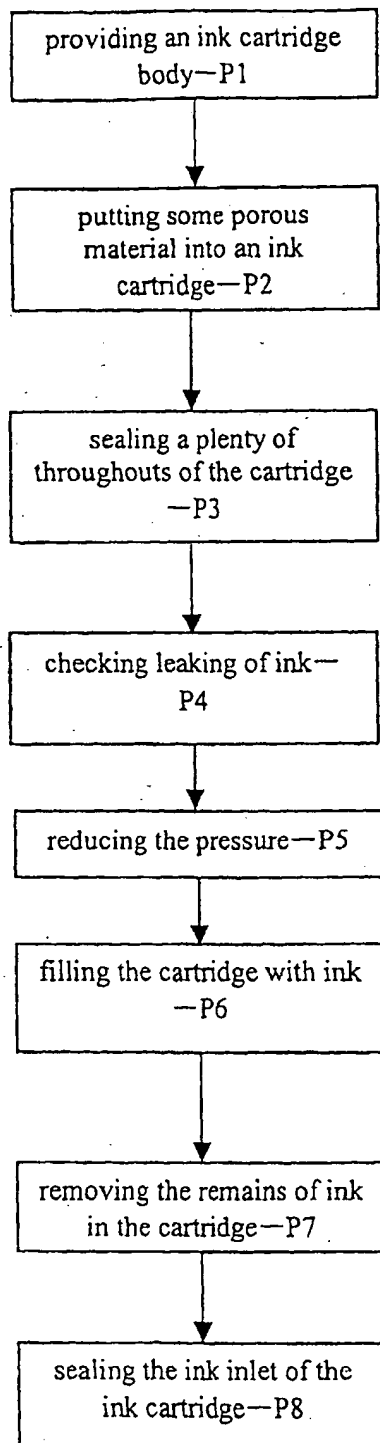 providing an ink cartridge
body—P1
putting some porous
material into an ink
cartridge—P2
sealing a plenty of
throughouts of the cartridge
—P3
checking leaking of ink—
P4
reducing the pressure—P5
filling the cartridge with ink
—P6
removing the remains of ink
in the cartridge—P7
sealing the ink inlet of the
ink cartridge—P8